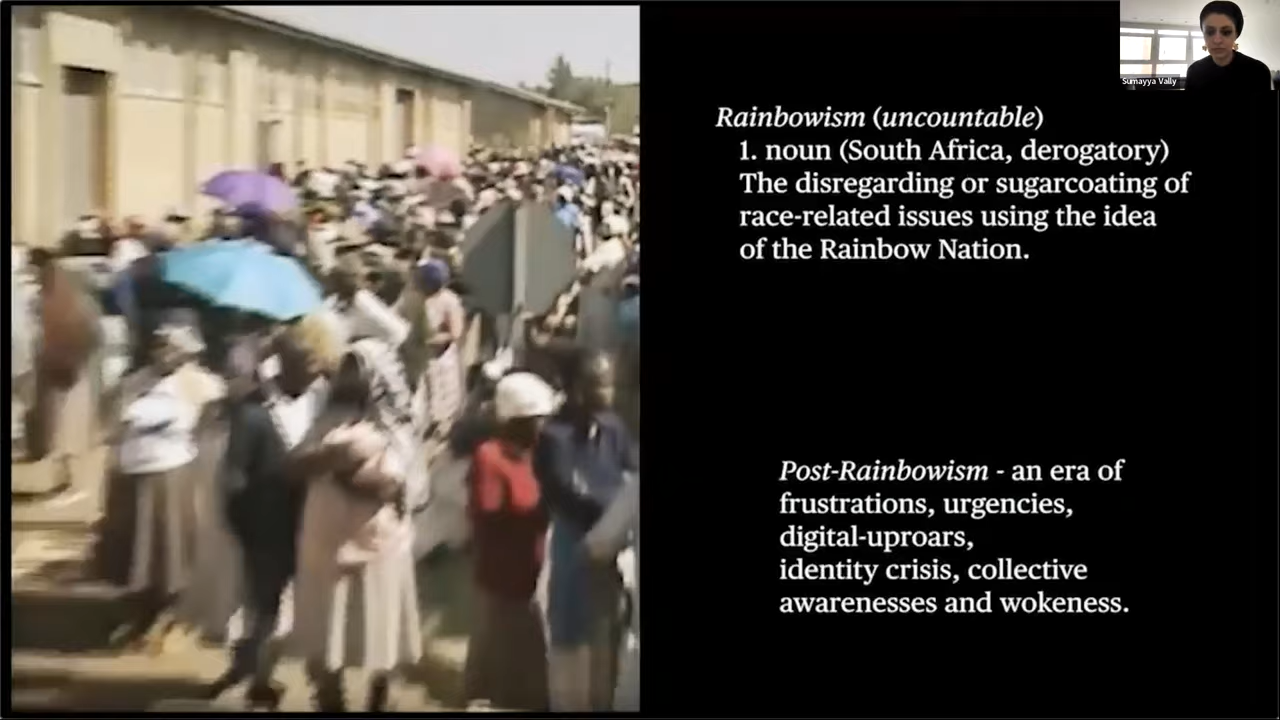 Sumayya Vally
Rainbowism (uncountable)
1. noun (South Africa, derogatory)
The disregarding or sugarcoating of
race-related issues using the idea
of the Rainbow Nation.
Post-Rainbowism - an era of
frustrations, urgencies,
digital-uproars,
identity crisis, collective
awarenesses and wokeness.